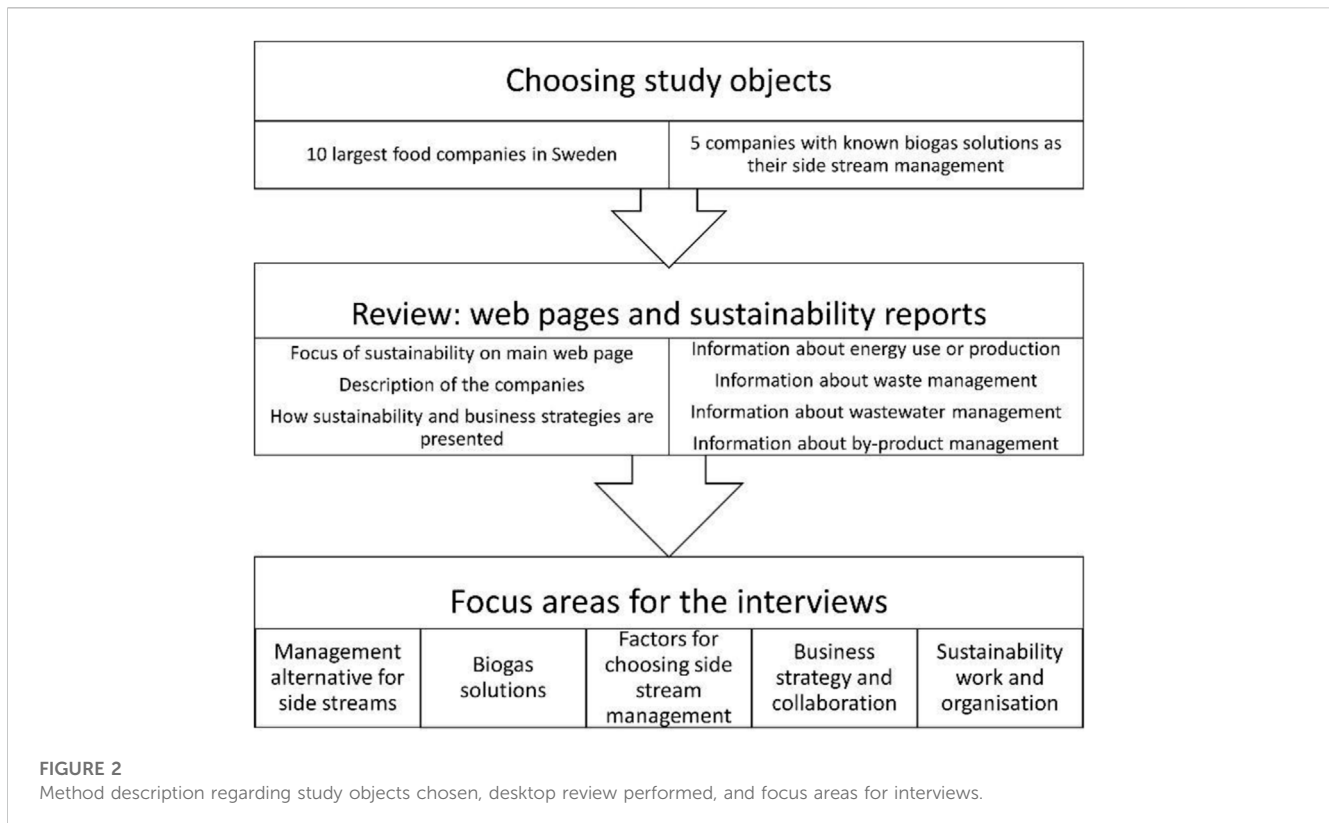 Choosing study objects
10 largest food companies in Sweden
5 companies with known biogas solutions as
their side stream management
Review: web pages and sustainability reports
Focus of sustainability on main web page
Description of the companies
How sustainability and business strategies are
presented
Information about energy use or production
Information about waste management
Information about wastewater management
Information about by-product management
Focus areas for the interviews
Management
alternative for
side streams
Biogas
solutions
Factors for
choosing side
stream
management
Business
strategy and
collaboration
Sustainability
work and
organisation
FIGURE 2
Method description regarding study objects chosen, desktop review performed, and focus areas for interviews.